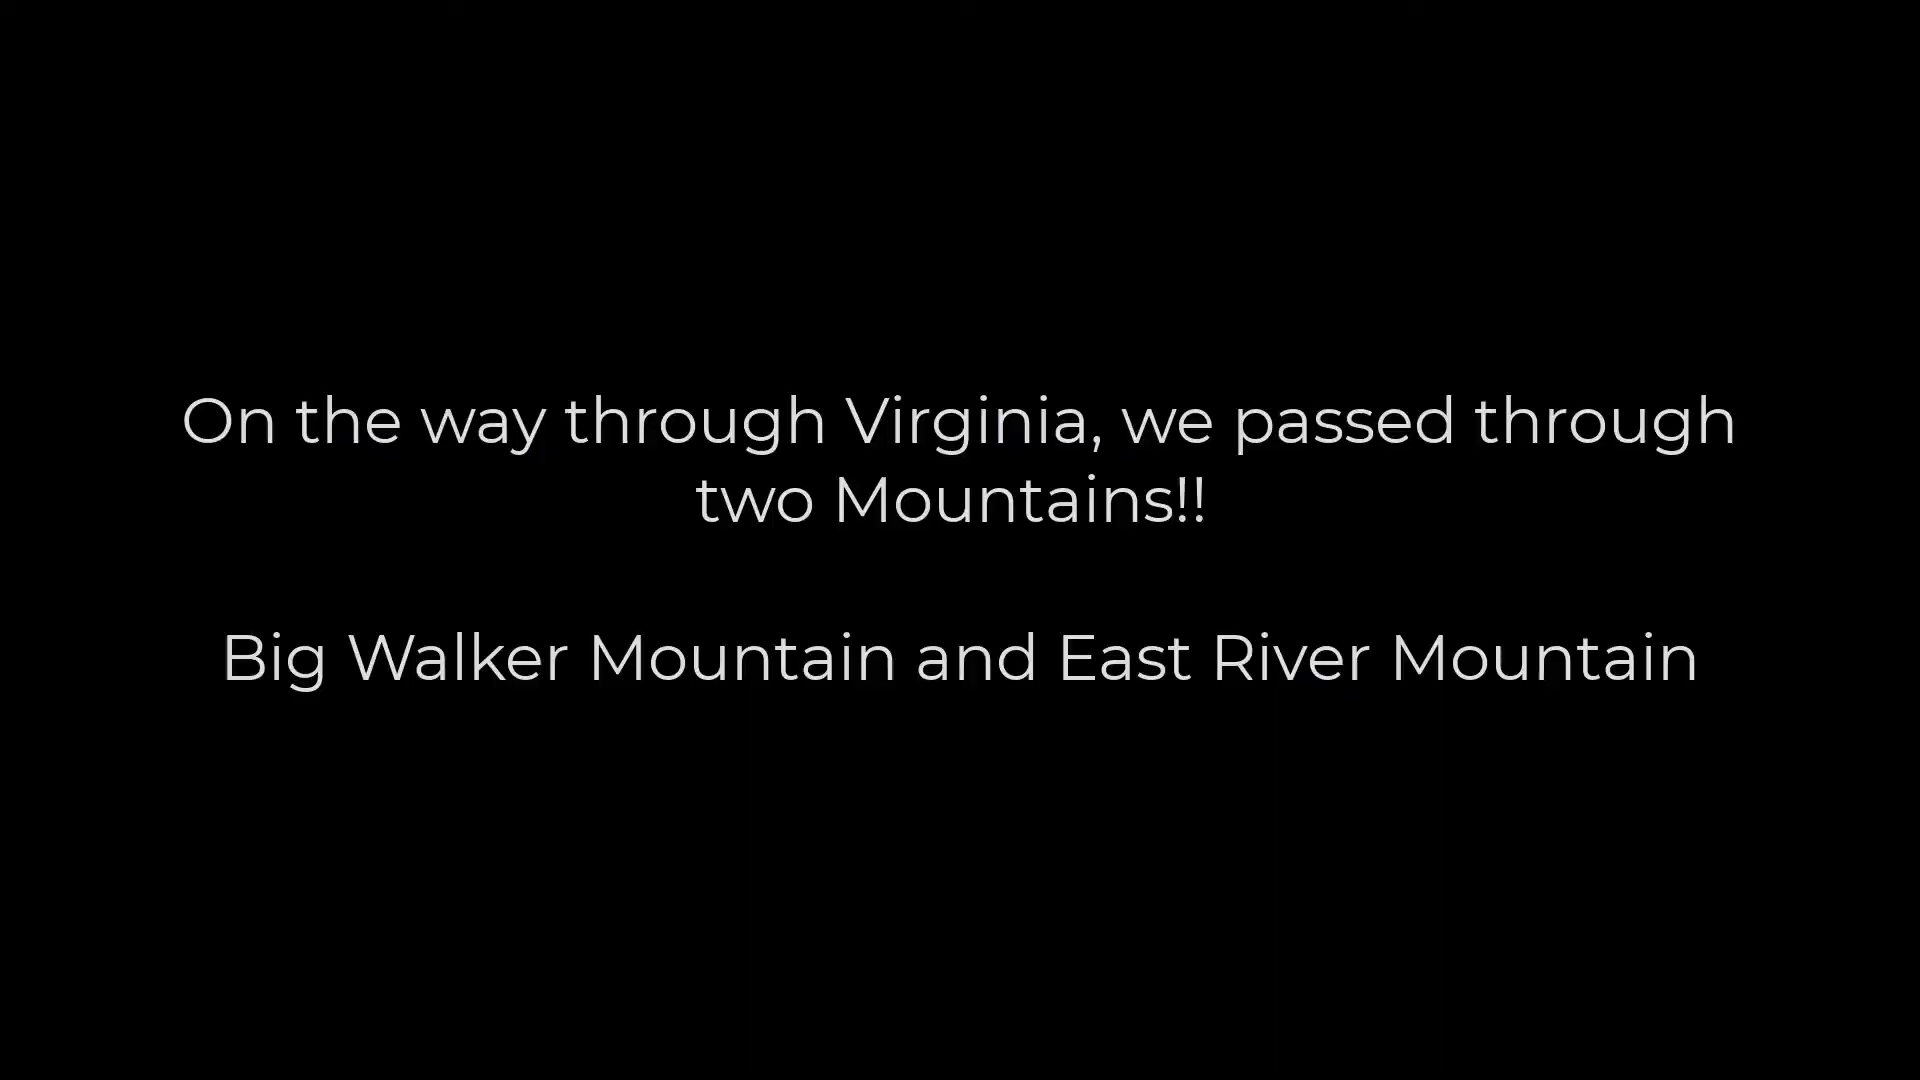 On the way through Virginia, we passed through
two Mountains!!
Big Walker Mountain and East River Mountain